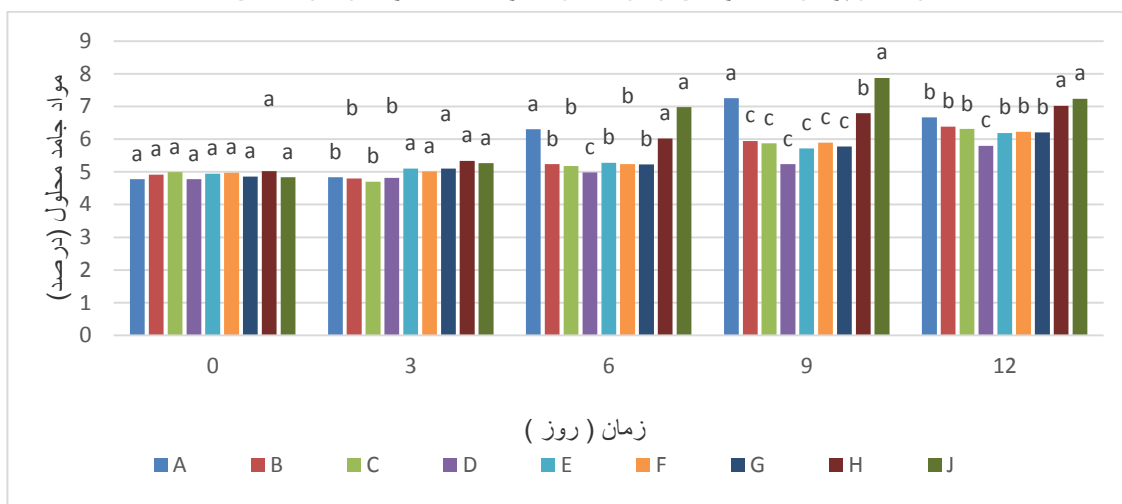 مواد جامد محلول (درصد)
9
8
7
6
5
4
3
2
1
0
a a a a a a a a a
b b b b a a a a a
a b b c b b b a a
a c c c c c c b a
b b b c b b b a a
0 3 6 9 12
زمان ( روز )
A B C D E F G H J